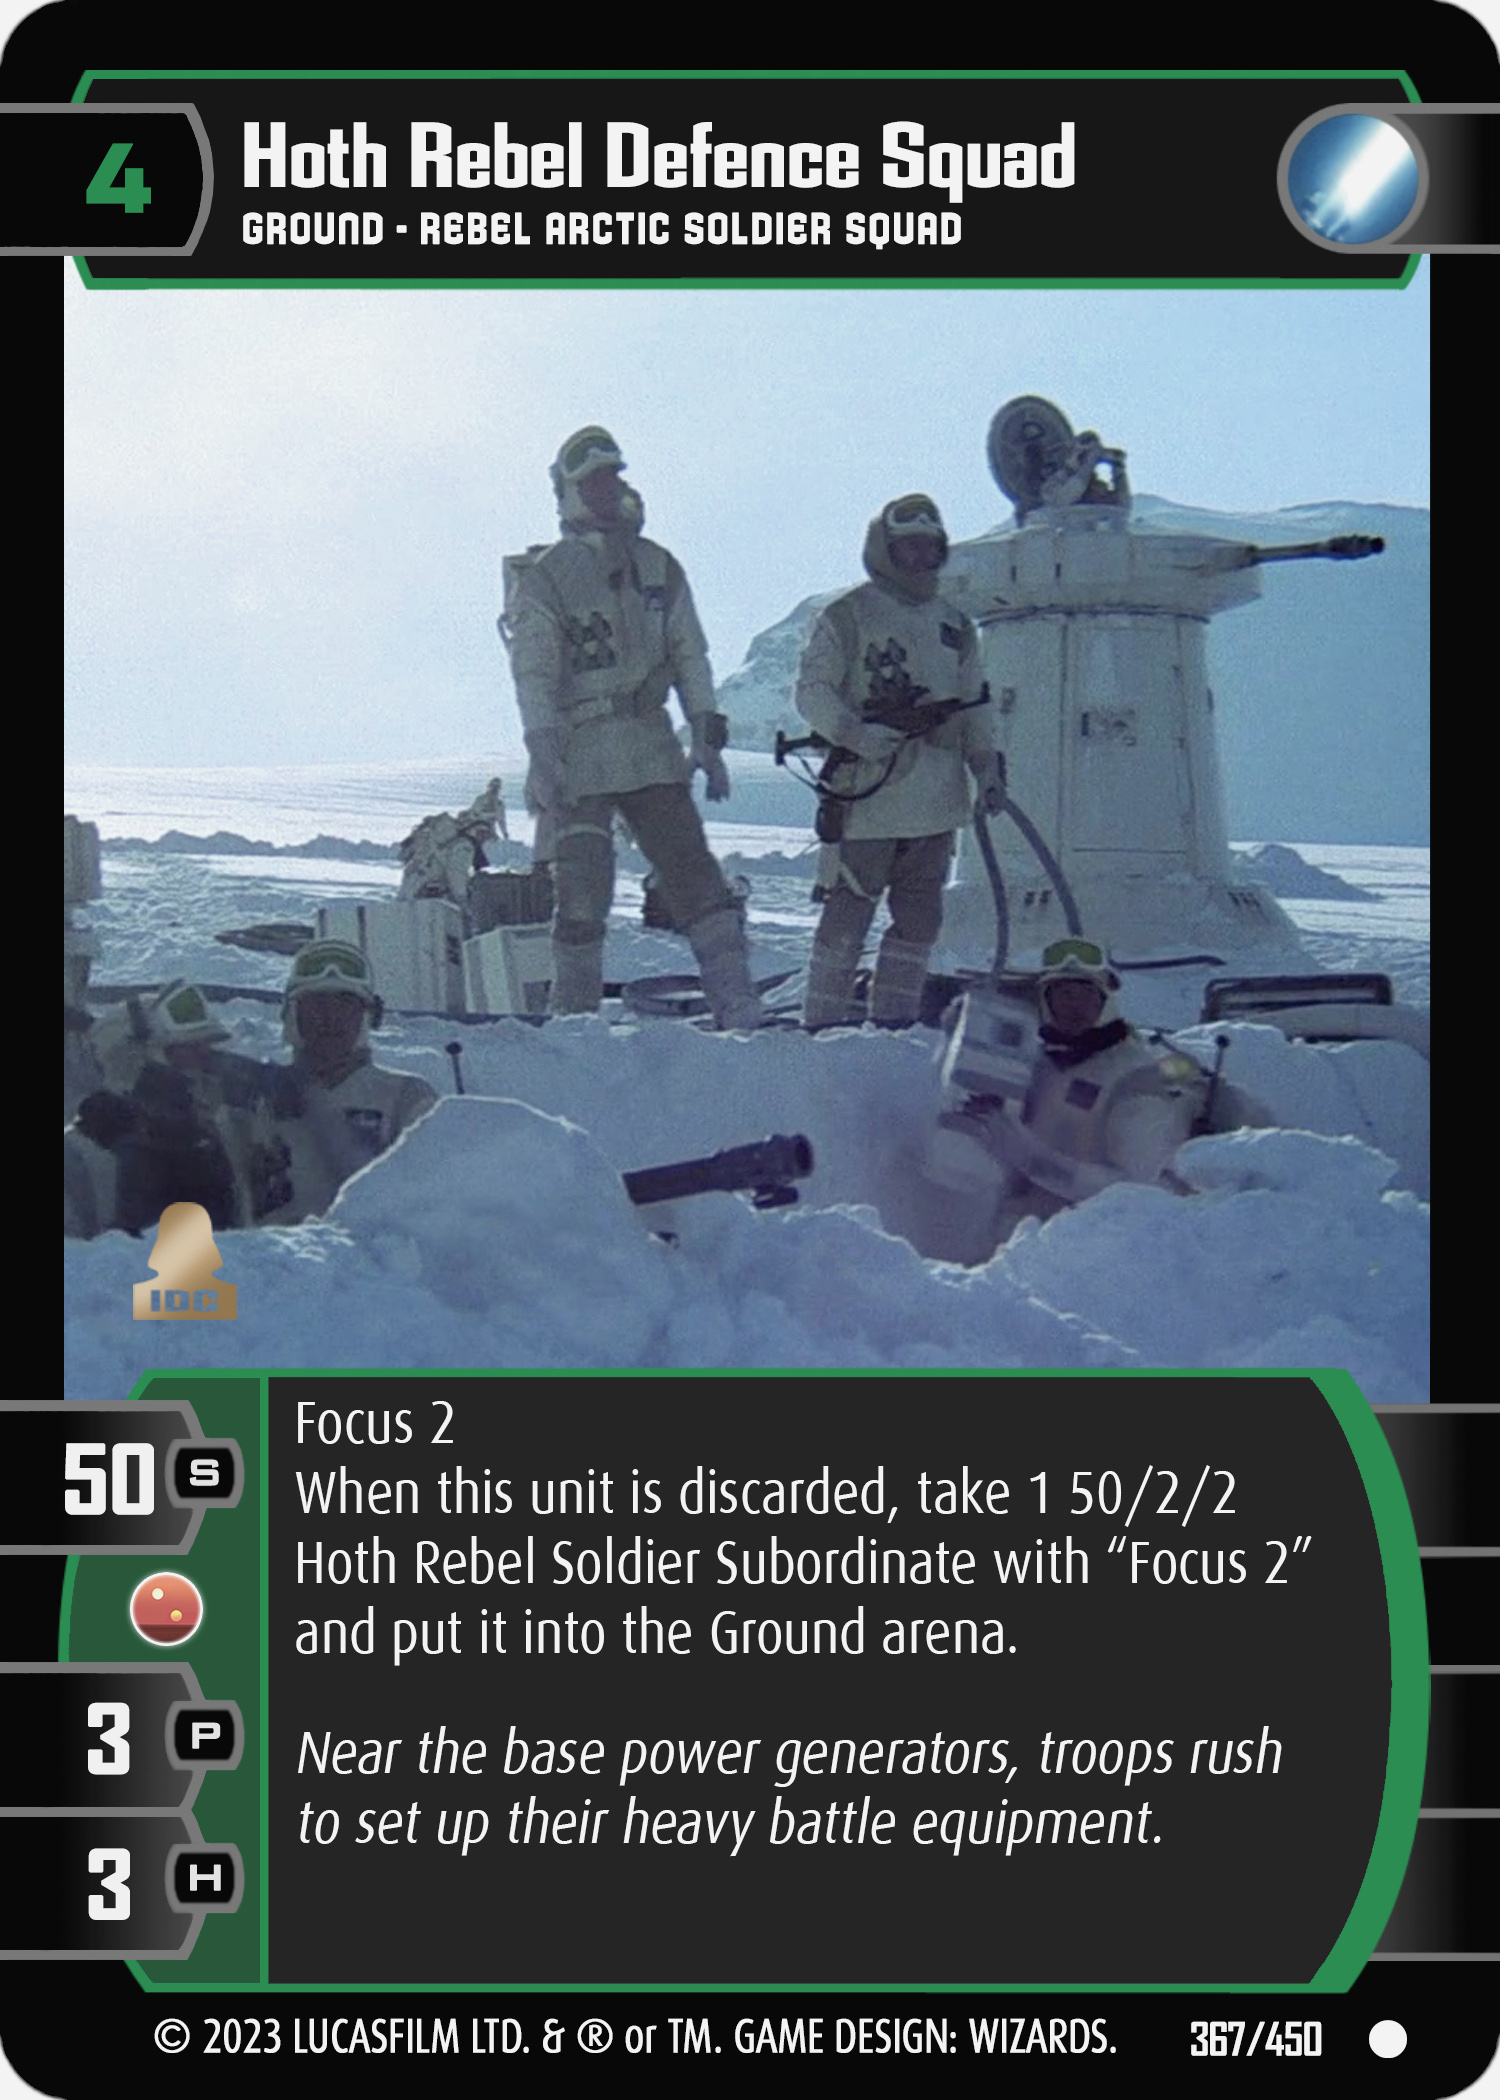 4
Hoth Rebel Defence Squad
GROUND - REBEL ARCTIC SOLDIER SQUAD
IDC
50 S
3 P
3 H
Focus 2
When this unit is discarded, take 1 50/2/2
Hoth Rebel Soldier Subordinate with “Focus 2”
and put it into the Ground arena.
Near the base power generators, troops rush
to set up their heavy battle equipment.
© 2023 LUCASFILM LTD. & ® or TM. GAME DESIGN: WIZARDS.
367/450